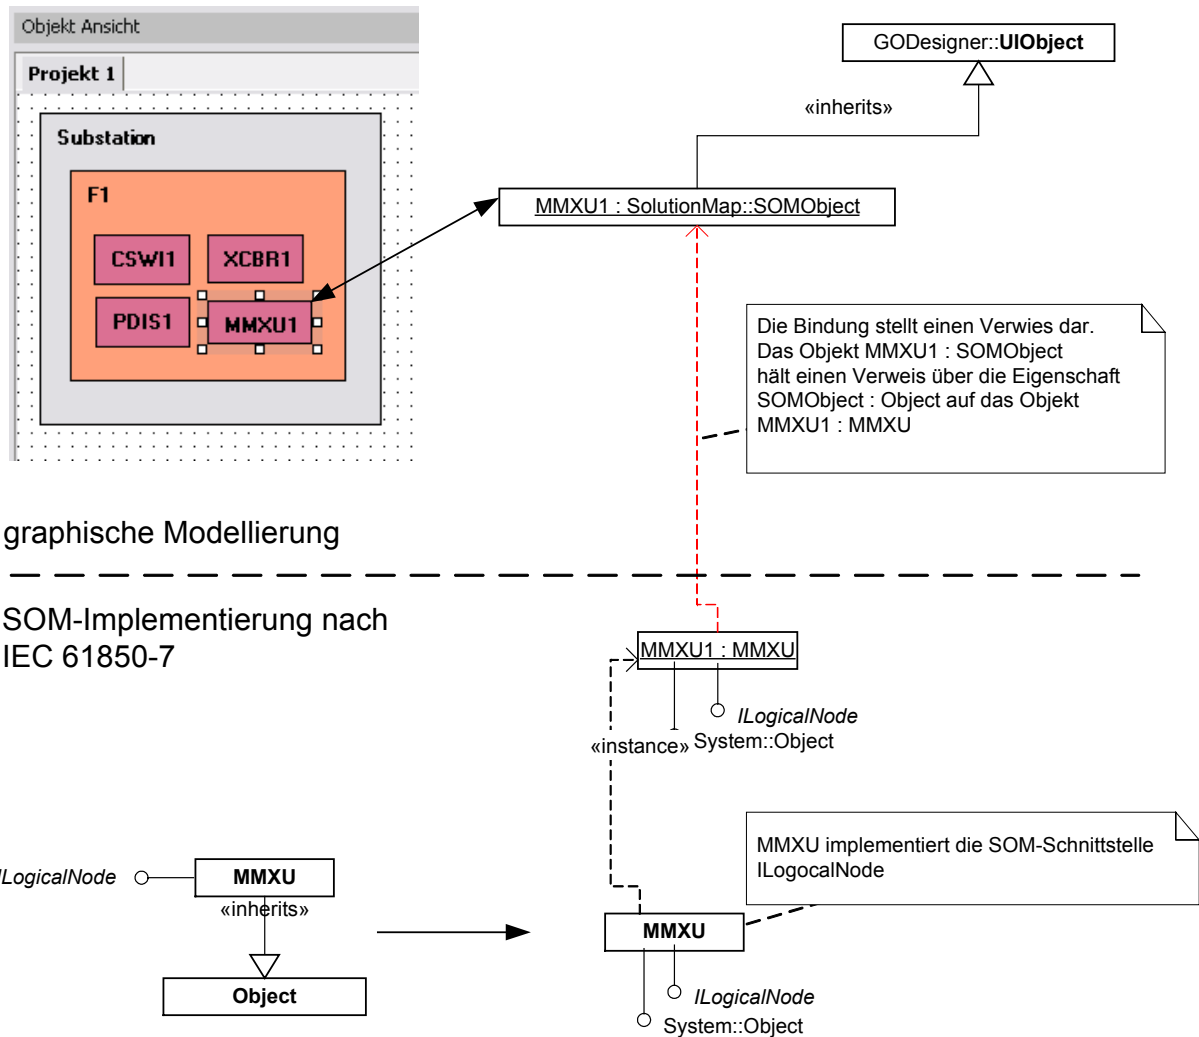 Objekt Ansicht
Projekt 1
Substation
F1
CSWI1
XCBR1
PDIS1
MMXU1
GODesigner::UIObject
«inherits»
MMXU1 : SolutionMap::SOMObject
Die Bindung stellt einen Verwies dar.
Das Objekt MMXU1 : SOMObject
hält einen Verweis über die Eigenschaft
SOMObject : Object auf das Objekt
MMXU1 : MMXU
graphische Modellierung
SOM-Implementierung nach
IEC 61850-7
MMXU1 : MMXU
ILogicalNode
«instance»
System::Object
MMXU implementiert die SOM-Schnittstelle
ILogocalNode
ILogicalNode
MMXU
«inherits»
Object
MMXU
ILogicalNode
System::Object